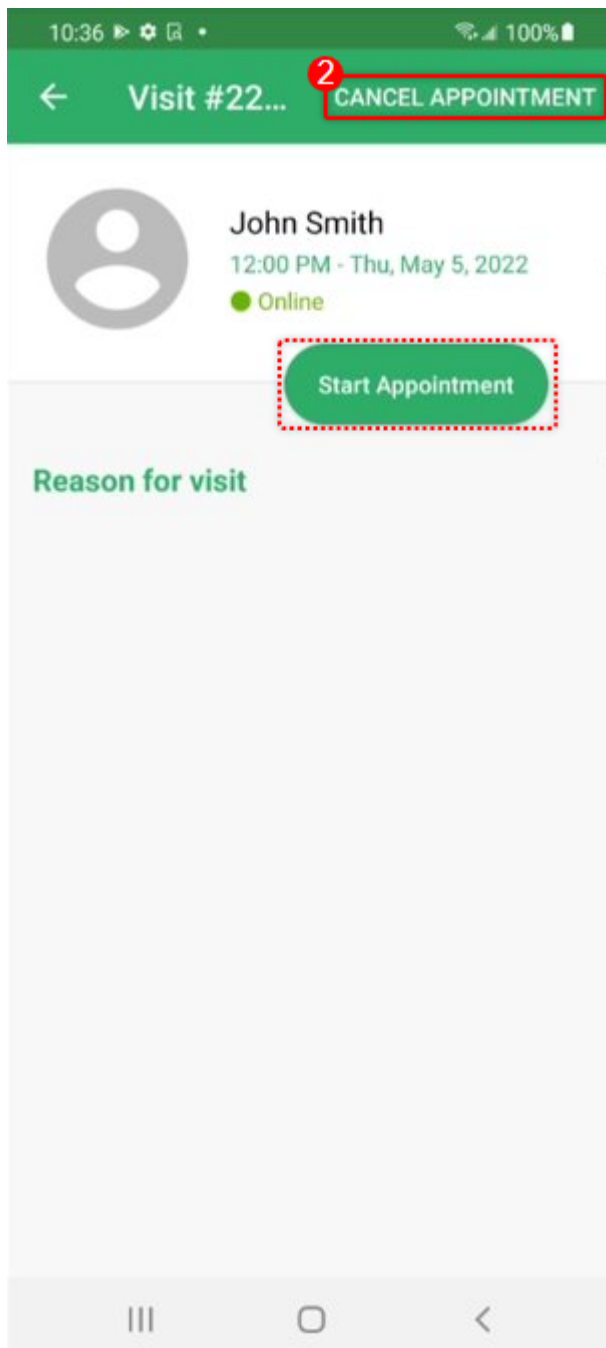 10:36 100%
2
Visit #22... CANCEL APPOINTMENT
John Smith
12:00 PM - Thu, May 5, 2022
Online
Start Appointment
Reason for visit